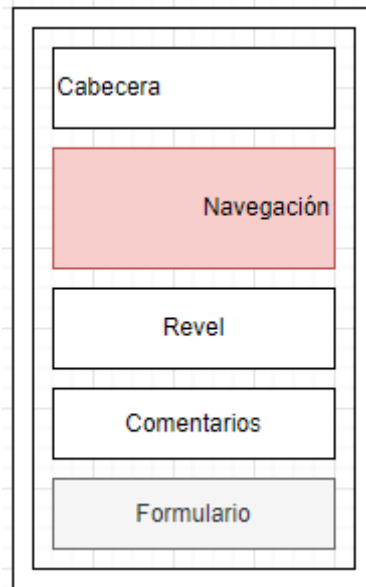 Cabecera
Navegación
Revel
Comentarios
Formulario